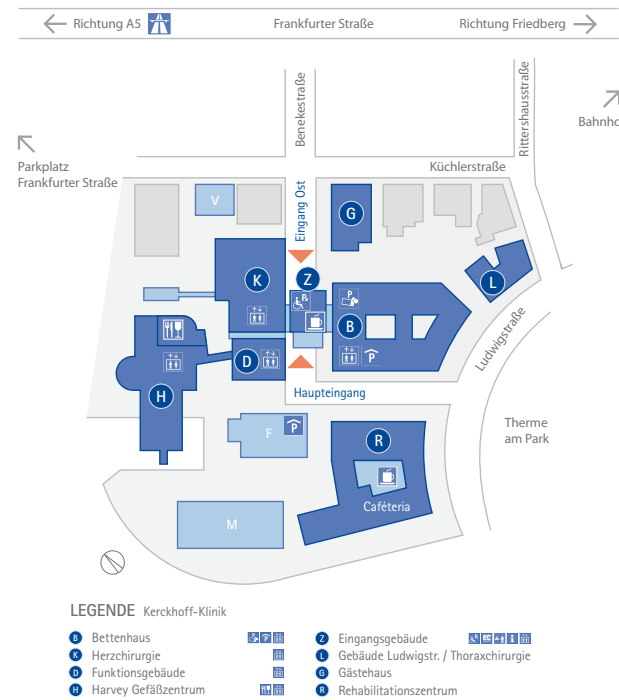 Richtung A5
Frankfurter Straße
Richtung Friedberg
Benekestraße
Rittershausstraße
Bahnho
Parkplatz
Frankfurter Straße
Küchlerstraße
V
G
Eingang Ost
K
Z
L
P
B
P
D
Ludwigstraße
H
Haupteingang
F
P
R
Therme
am Park
Caféteria
M
LEGENDE Kerckhoff-Klinik
B Bettenhaus
K Herzchirurgie
D Funktionsgebäude
H Harvey Gefäßzentrum
Z Eingangsgebäude
L Gebäude Ludwigstr. / Thoraxchirurgie
G Gästehaus
R Rehabilitationszentrum